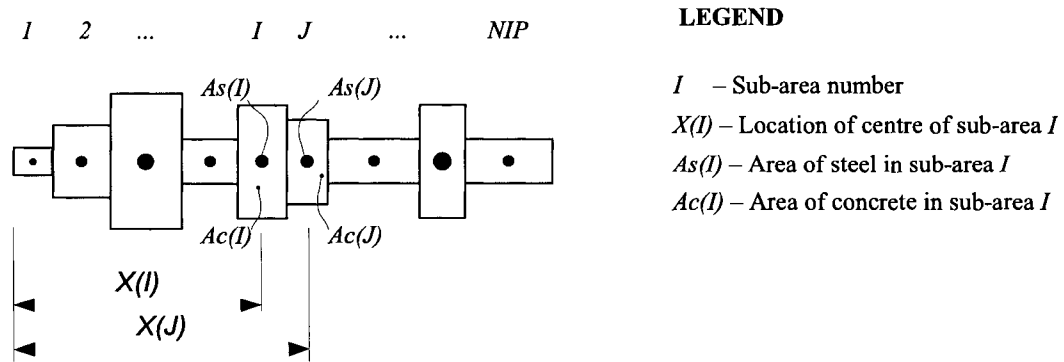 1 2 ... I J ... NIP
As(I) As(J)
Ac(I) Ac(J)
X(I)
X(J)
LEGEND
I – Sub-area number
X(I) – Location of centre of sub-area I
As(I) – Area of steel in sub-area I
Ac(I) – Area of concrete in sub-area I